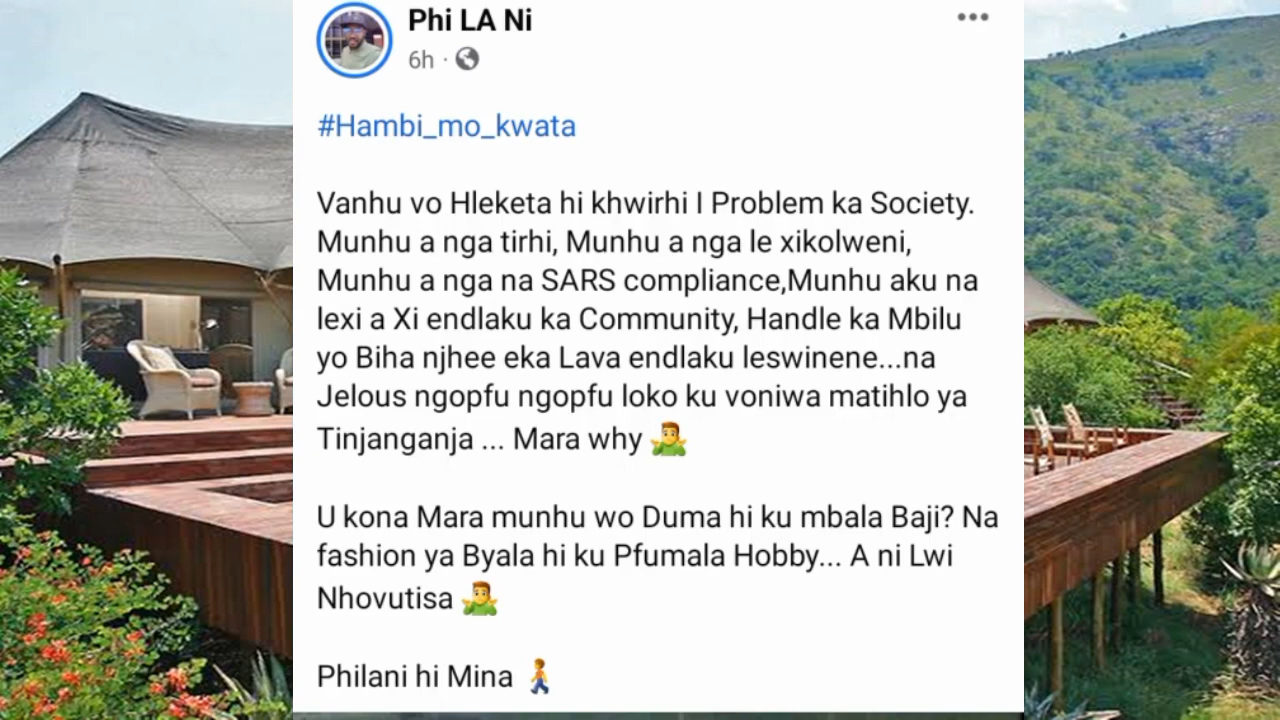 Phi LA Ni
6h ·
#Hambi_mo_kwata
Vanhu vo Hleketa hi khwirhi I Problem ka Society.
Munhu a nga tirhi, Munhu a nga le xikolweni,
Munhu a nga na SARS compliance,Munhu aku na
lexi a Xi endlaku ka Community, Handle ka Mbilu
yo Biha njhee eka Lava endlaku leswinene...na
Jelous ngopfu ngopfu loko ku voniwa matihlo ya
Tinjanganja ... Mara why 🤷‍♂️
U kona Mara munhu wo Duma hi ku mbala Baji? Na
fashion ya Byala hi ku Pfumala Hobby... A ni Lwi
Nhovutisa 🤷‍♂️
Philani hi Mina 🚶